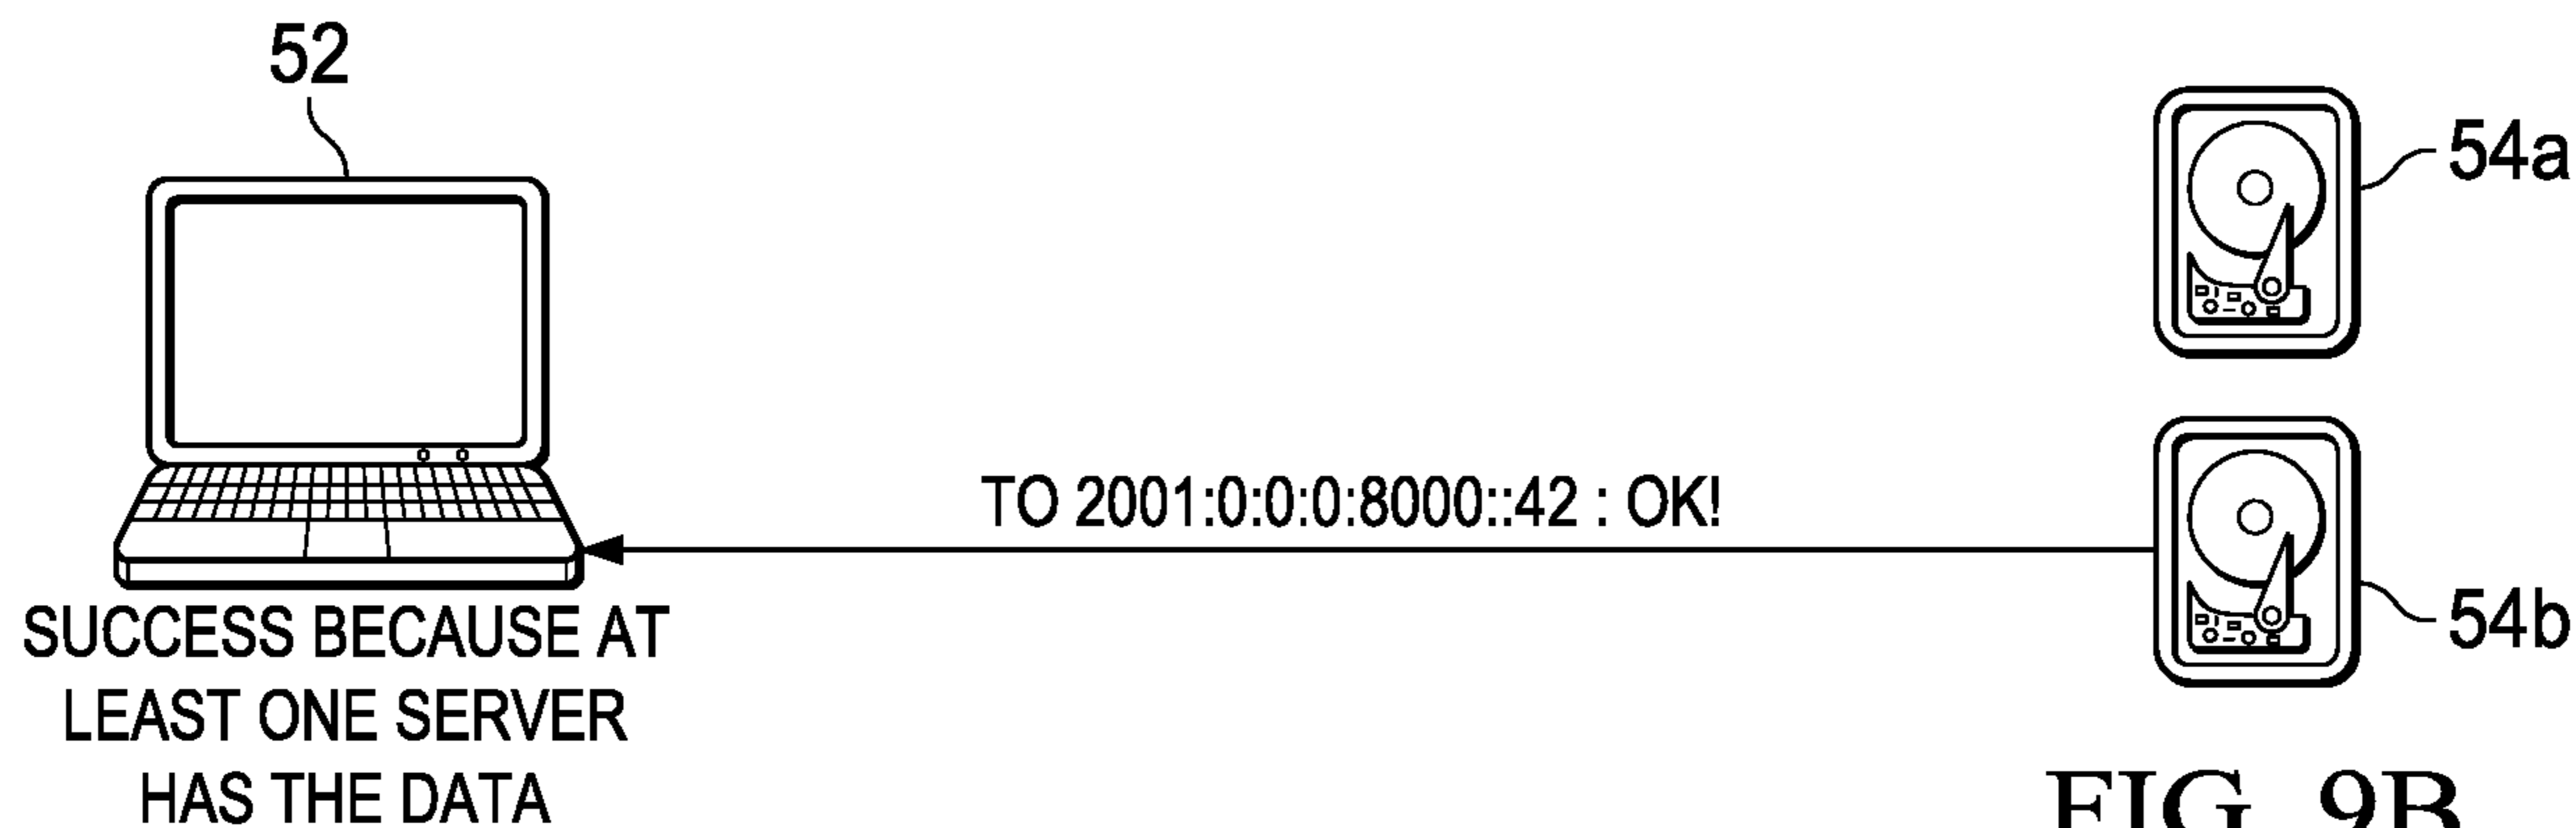 52
54a
TO 2001:0:0:0:8000::42 : OK!
54b
SUCCESS BECAUSE AT
LEAST ONE SERVER
HAS THE DATA
FIG. 9B